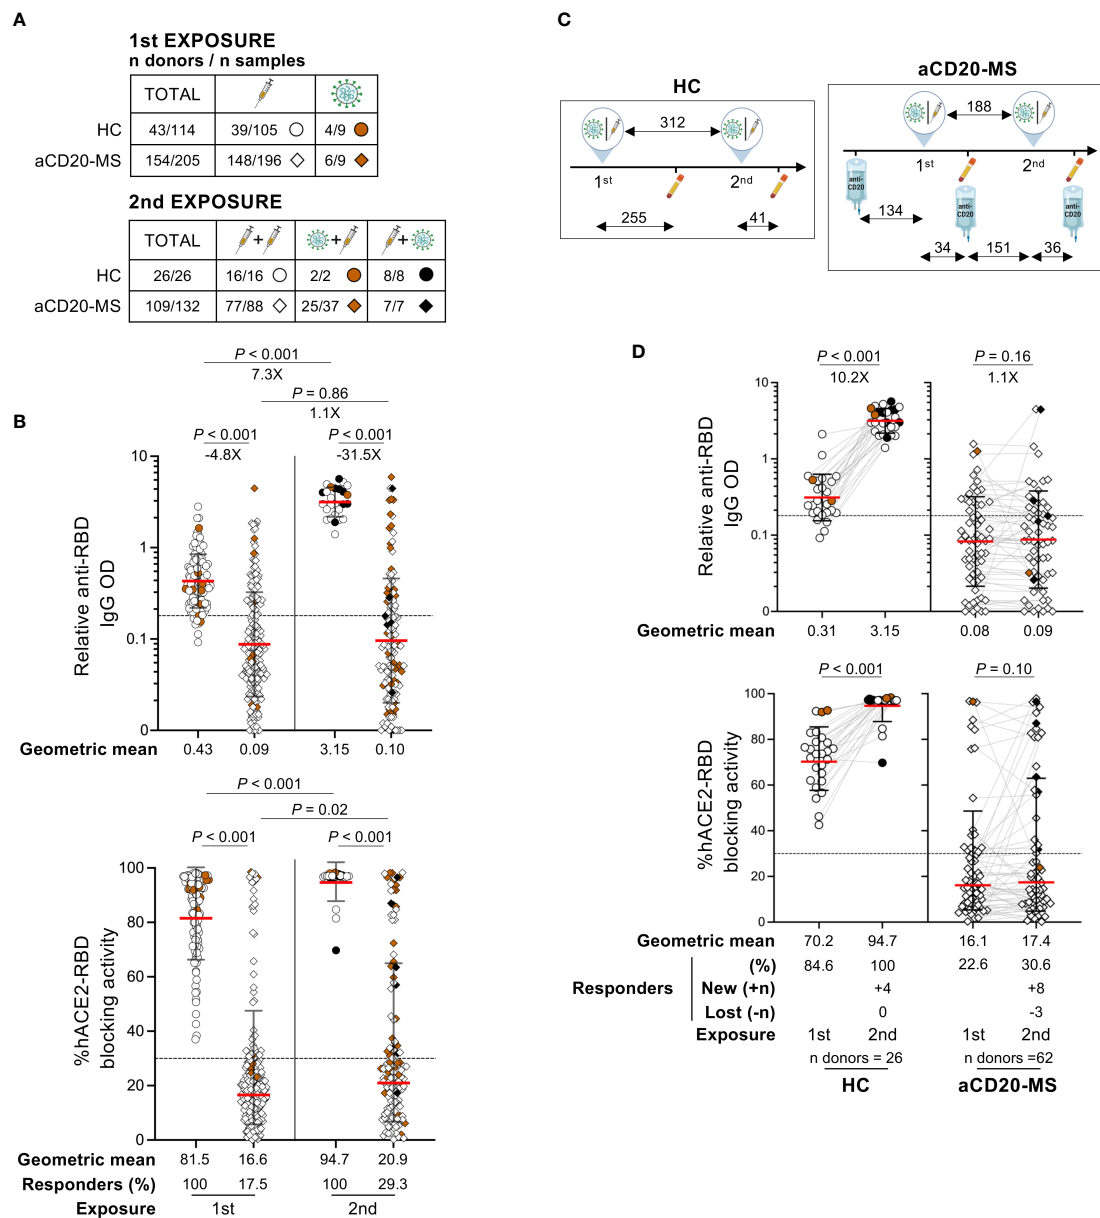 A
1st EXPOSURE
n donors / n samples
TOTAL
HC 43/114 39/105 4/9
aCD20-MS 154/205 148/196 6/9
2nd EXPOSURE
TOTAL + + +
HC 26/26 16/16 2/2 8/8
aCD20-MS 109/132 77/88 25/37 7/7
B
P < 0.001
7.3X
P = 0.86
1.1X
P < 0.001 P < 0.001
-4.8X -31.5X
Relative anti-RBD
IgG OD
10
1
0.1
0
Geometric mean 0.43 0.09 3.15 0.10
P < 0.001
P = 0.02
P < 0.001 P < 0.001
%hACE2-RBD
blocking activity
100
80
60
40
20
0
Geometric mean 81.5 16.6 94.7 20.9
Responders (%) 100 17.5 100 29.3
Exposure 1st 2nd
C
HC
312
1st 2nd
255 41
aCD20-MS
188
1st 2nd
anti-
CD20
anti-
CD20
anti-
CD20
134
34 151 36
D
P < 0.001 P = 0.16
10.2X 1.1X
Relative anti-RBD
IgG OD
10
1
0.1
0
Geometric mean 0.31 3.15 0.08 0.09
P < 0.001 P = 0.10
%hACE2-RBD
blocking activity
100
80
60
40
20
0
Geometric mean 70.2 94.7 16.1 17.4
Responders (%) 84.6 100 22.6 30.6
New (+n) +4 +8
Lost (-n) 0 -3
Exposure 1st 2nd 1st 2nd
n donors = 26 n donors =62
HC aCD20-MS